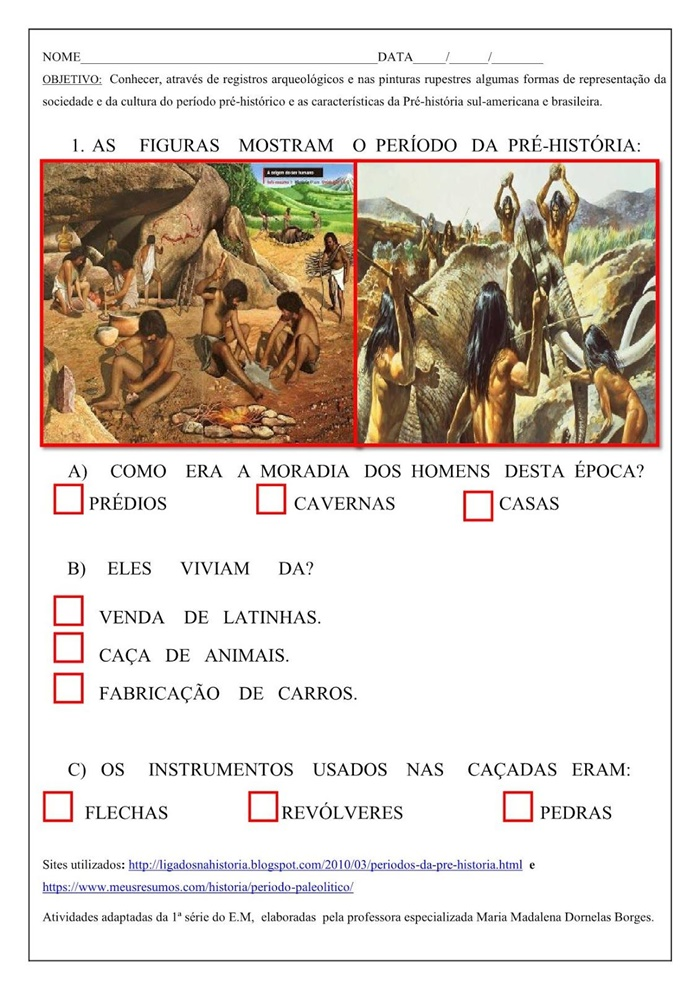 NOME______________________________________________DATA_____/______/________
OBJETIVO: Conhecer, através de registros arqueológicos e nas pinturas rupestres algumas formas de representação da
sociedade e da cultura do período pré-histórico e as características da Pré-história sul-americana e brasileira.
1. AS FIGURAS MOSTRAM O PERÍODO DA PRÉ-HISTÓRIA:
A origem do ser humano
A) COMO ERA A MORADIA DOS HOMENS DESTA ÉPOCA?
PRÉDIOS CAVERNAS CASAS
B) ELES VIVIAM DA?
VENDA DE LATINHAS.
CAÇA DE ANIMAIS.
FABRICAÇÃO DE CARROS.
C) OS INSTRUMENTOS USADOS NAS CAÇADAS ERAM:
FLECHAS REVÓLVERES PEDRAS
Sites utilizados: http://ligadosnahistoria.blogspot.com/2010/03/periodos-da-pre-historia.html e
https://www.meusresumos.com/historia/periodo-paleolitico/
Atividades adaptadas da 1ª série do E.M, elaboradas pela professora especializada Maria Madalena Dornelas Borges.